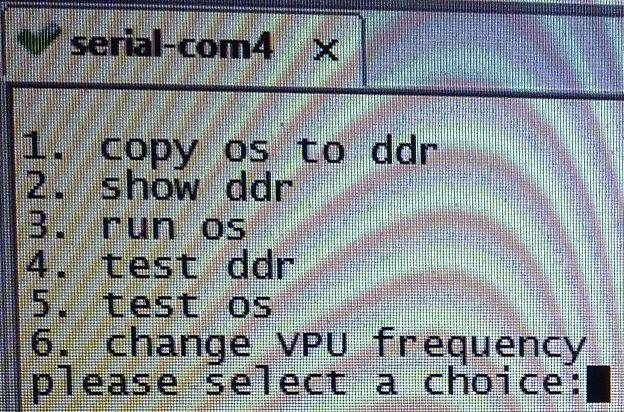 serial-com4 ×
1. copy os to ddr
2. show ddr
3. run os
4. test ddr
5. test os
6. change VPU frequency
please select a choice: